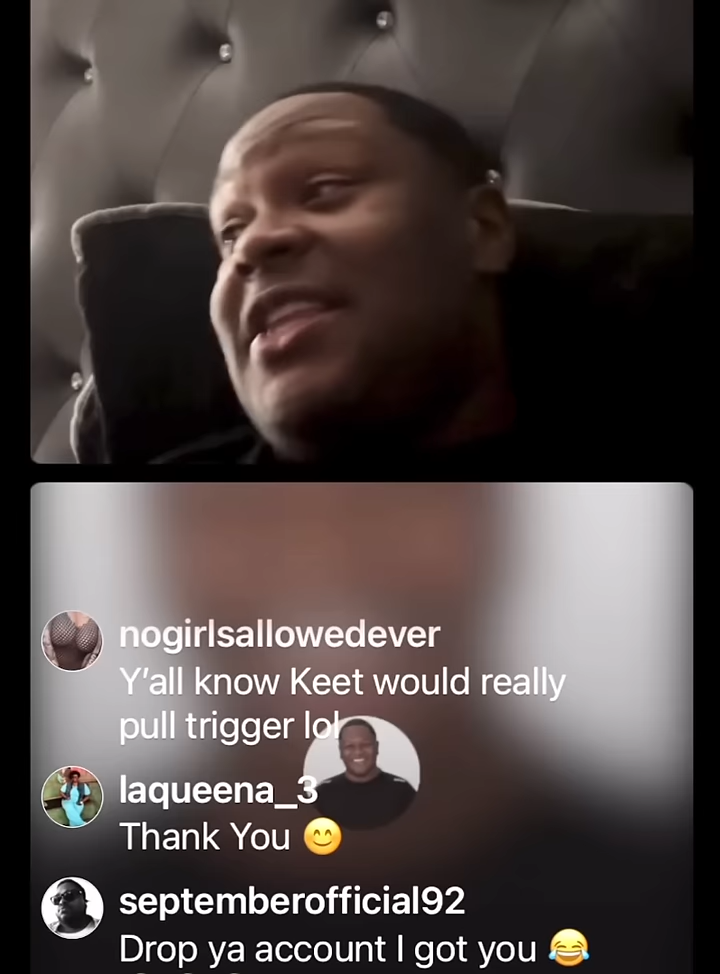 nogirlsallowedever
Y'all know Keet would really
pull trigger lol
laqueena_3
Thank You 😊
septemberofficial92
Drop ya account I got you 😂